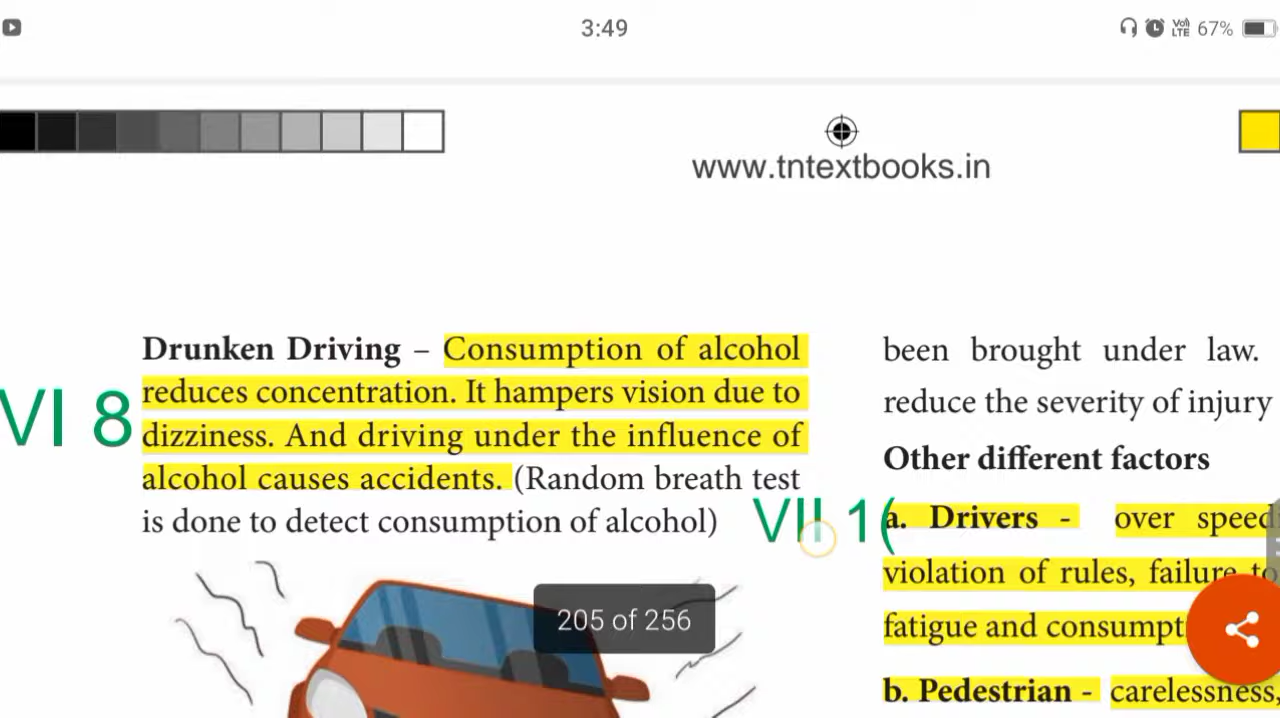 3:49
Vol) LTE 67%
www.tntextbooks.in
Drunken Driving – Consumption of alcohol
reduces concentration. It hampers vision due to
dizziness. And driving under the influence of
alcohol causes accidents. (Random breath test
is done to detect consumption of alcohol)
VI 8
205 of 256
been brought under law.
reduce the severity of injury
Other different factors
VII 1(
a. Drivers - over speed
violation of rules, failure to
fatigue and consumpt
b. Pedestrian - carelessness,